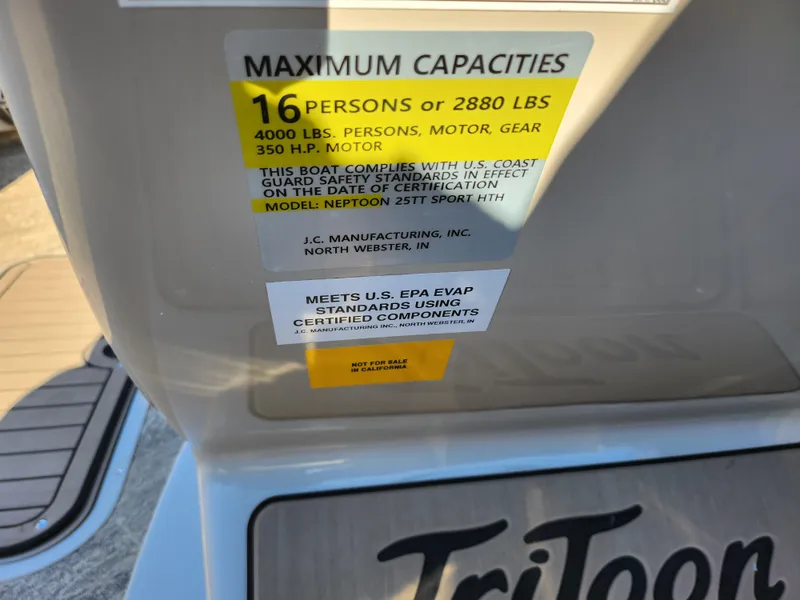 MAXIMUM CAPACITIES
16 PERSONS or 2880 LBS
4000 LBS. PERSONS, MOTOR, GEAR
350 H.P. MOTOR
THIS BOAT COMPLIES WITH U.S. COAST
GUARD SAFETY STANDARDS IN EFFECT
ON THE DATE OF CERTIFICATION
MODEL: NEPTOON 25TT SPORT HTH
J.C. MANUFACTURING, INC.
NORTH WEBSTER, IN
MEETS U.S. EPA EVAP
STANDARDS USING
CERTIFIED COMPONENTS
J.C. MANUFACTURING INC., NORTH WEBSTER, IN
NOT FOR SALE
IN CALIFORNIA
TriToon